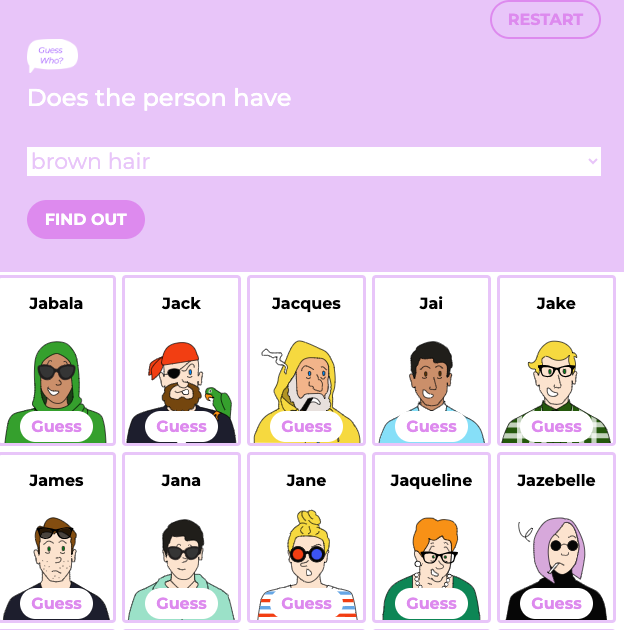 RESTART
Guess
Who?
Does the person have
brown hair
FIND OUT
Jabala Jack Jacques Jai Jake
Guess Guess Guess Guess Guess
James Jana Jane Jaqueline Jazebelle
Guess Guess Guess Guess Guess